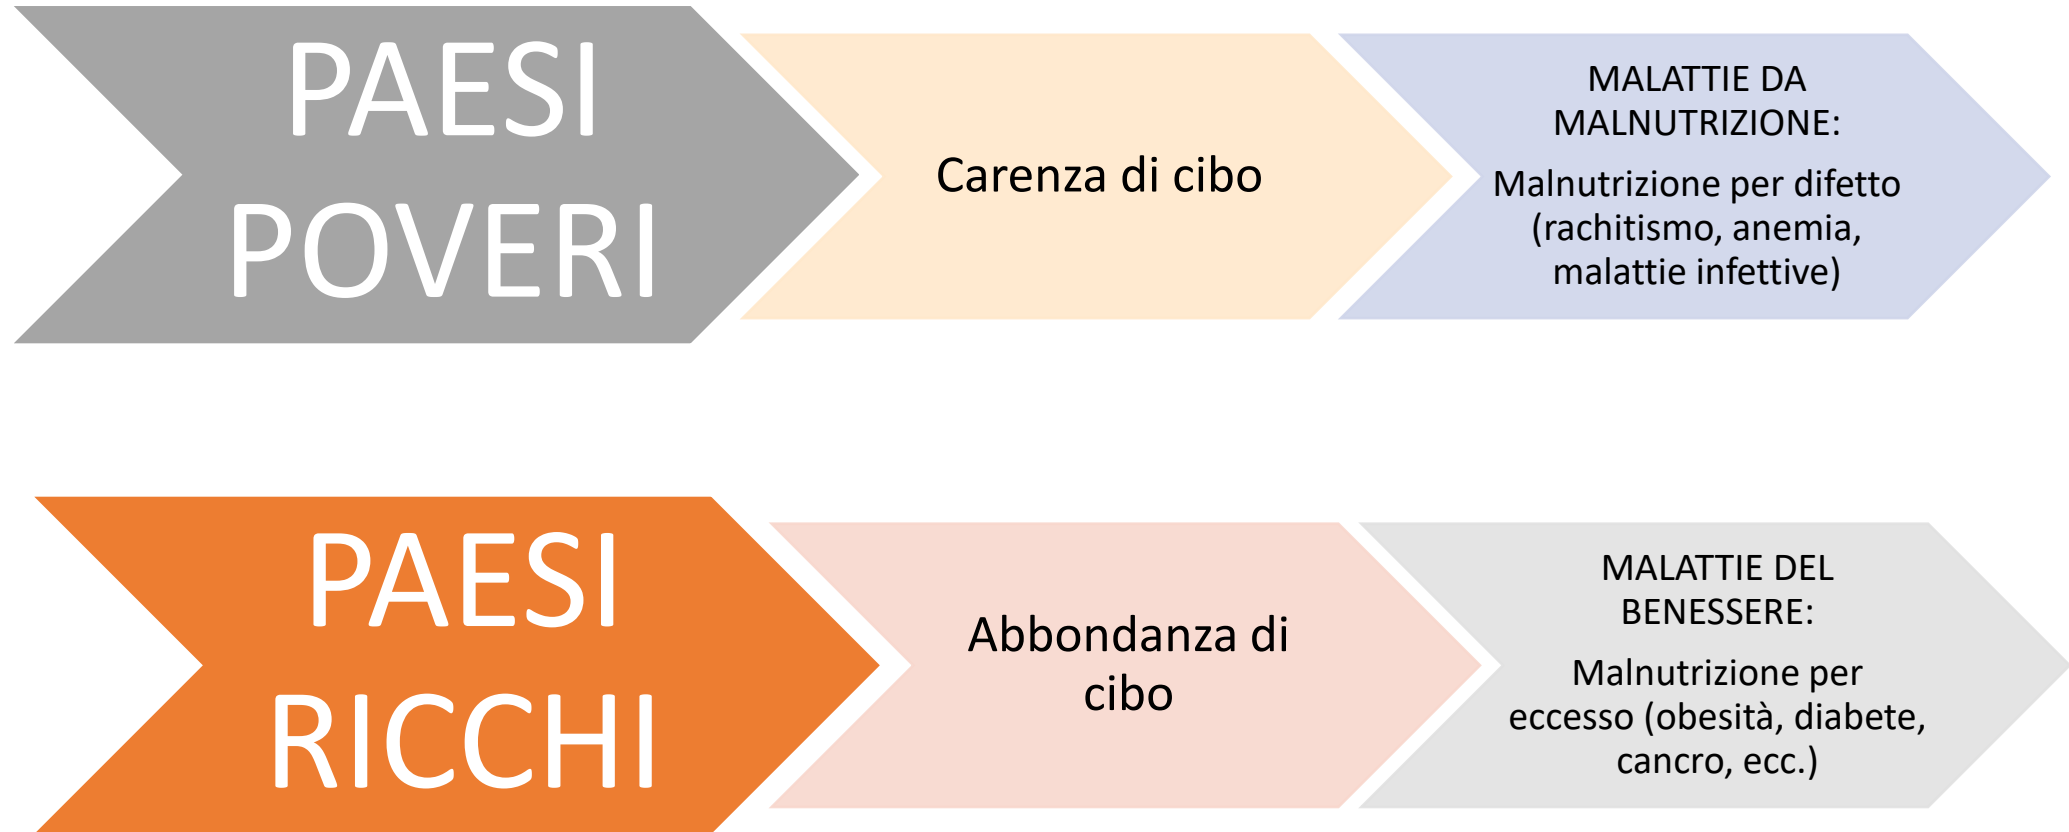 PAESI
POVERI
Carenza di cibo
MALATTIE DA
MALNUTRIZIONE:
Malnutrizione per difetto
(rachitismo, anemia,
malattie infettive)
PAESI
RICCHI
Abbondanza di
cibo
MALATTIE DEL
BENESSERE:
Malnutrizione per
eccesso (obesità, diabete,
cancro, ecc.)